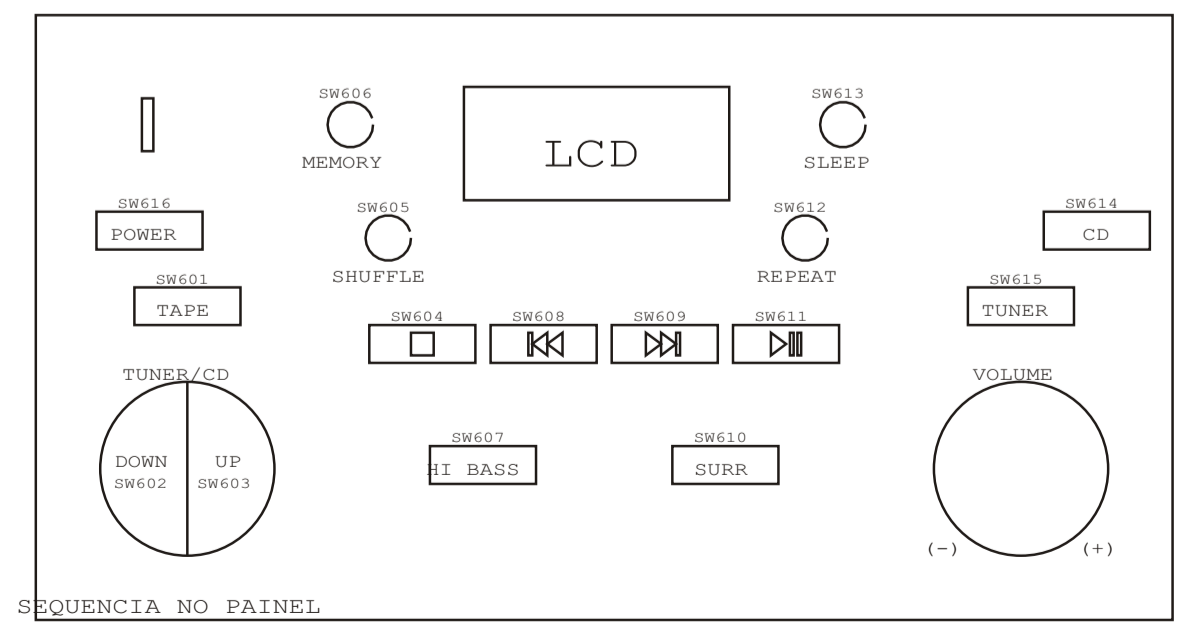 SW606
SW613
LCD
MEMORY
SLEEP
SW616
SW605
SW612
SW614
POWER
CD
SHUFFLE
REPEAT
SW601
SW615
TAPE
TUNER
SW604
SW608
SW609
SW611
TUNER/CD
VOLUME
SW607
SW610
DOWN
UP
HI BASS
SURR
SW602
SW603
(-)
(+)
SEQUENCIA NO PAINEL